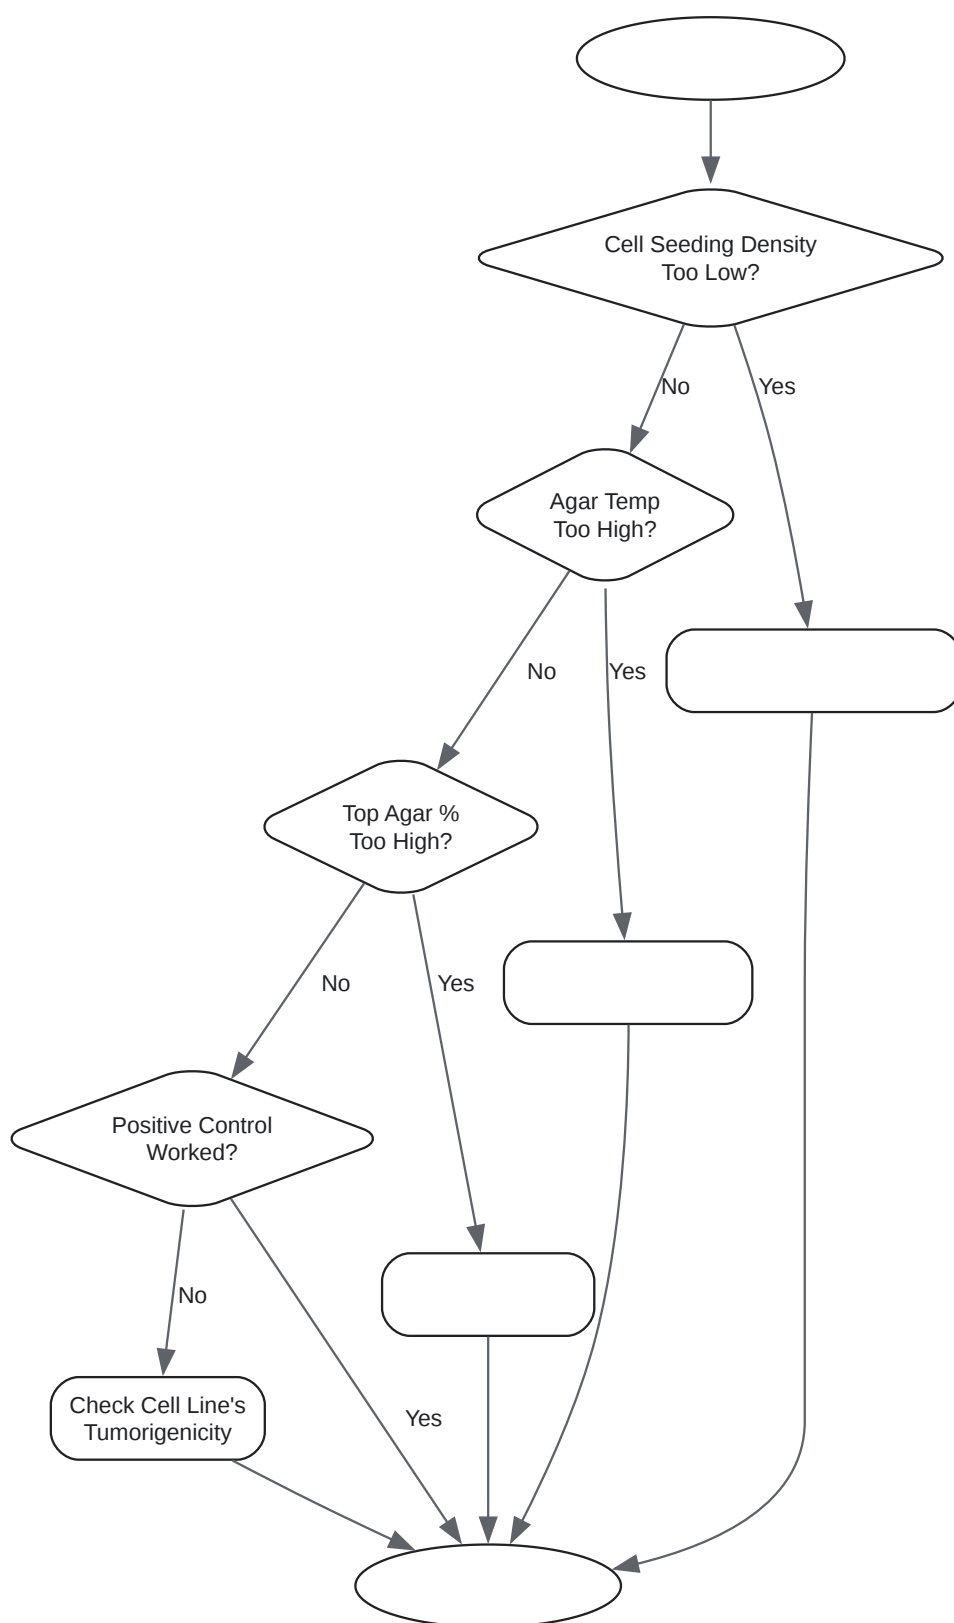 Cell Seeding Density
Too Low?
No
Yes
Agar Temp
Too High?
No
Yes
Top Agar %
Too High?
No
Yes
Positive Control
Worked?
No
Check Cell Line's
Tumorigenicity
Yes